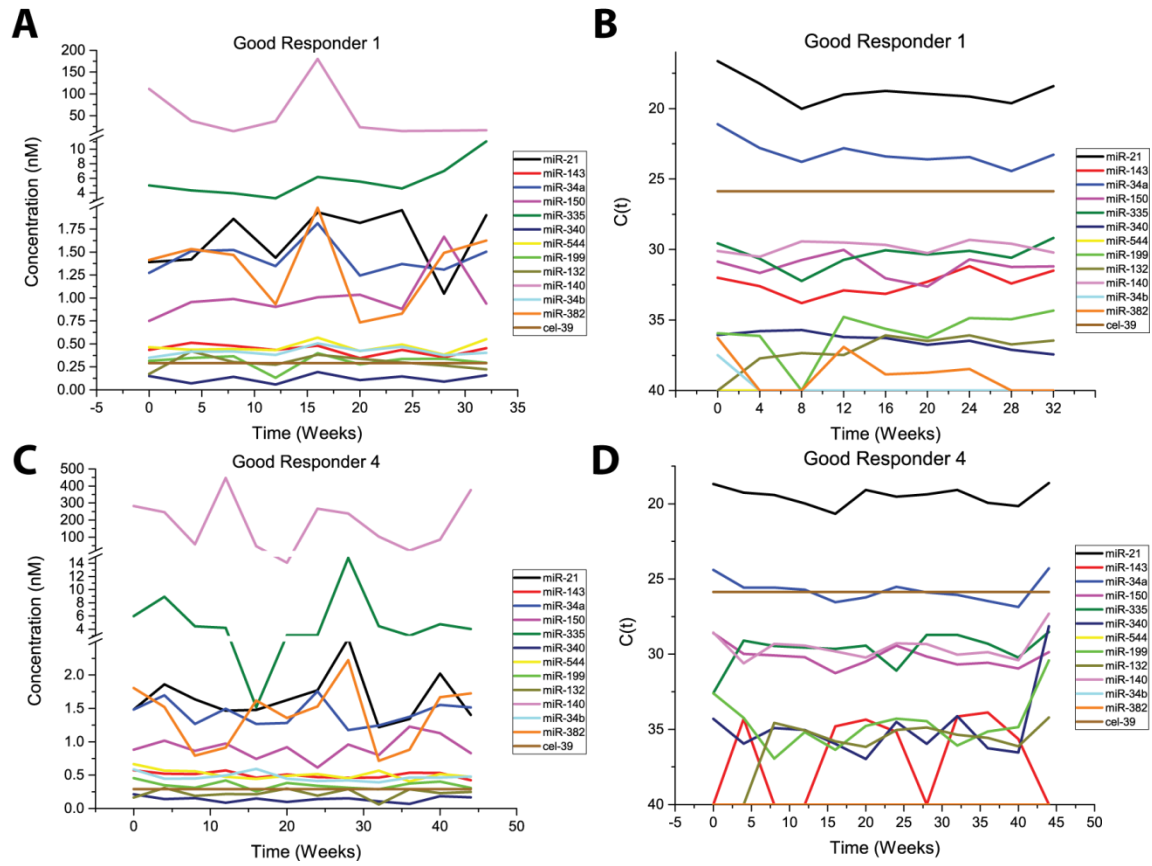 A
Good Responder 1
Concentration (nM)
200
150
100
50
10
8
6
4
1.75
1.50
1.25
1.00
0.75
0.50
0.25
0.00
-5 0 5 10 15 20 25 30 35
Time (Weeks)
miR-21
miR-143
miR-34a
miR-150
miR-335
miR-340
miR-544
miR-199
miR-132
miR-140
miR-34b
miR-382
cel-39
B
Good Responder 1
C(t)
20
25
30
35
40
0 4 8 12 16 20 24 28 32
Time (Weeks)
miR-21
miR-143
miR-34a
miR-150
miR-335
miR-340
miR-544
miR-199
miR-132
miR-140
miR-34b
miR-382
cel-39
C
Good Responder 4
Concentration (nM)
500
400
300
200
100
14
12
10
8
6
4
2.0
1.5
1.0
0.5
0.0
0 10 20 30 40 50
Time (Weeks)
miR-21
miR-143
miR-34a
miR-150
miR-335
miR-340
miR-544
miR-199
miR-132
miR-140
miR-34b
miR-382
cel-39
D
Good Responder 4
C(t)
20
25
30
35
40
-5 0 5 10 15 20 25 30 35 40 45 50
Time (Weeks)
miR-21
miR-143
miR-34a
miR-150
miR-335
miR-340
miR-544
miR-199
miR-132
miR-140
miR-34b
miR-382
cel-39